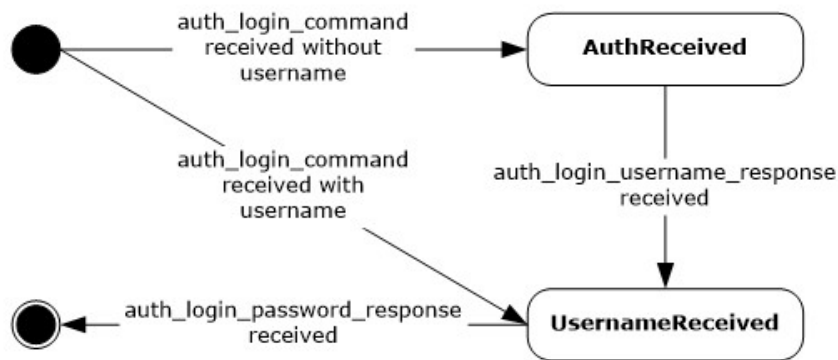 auth_login_command
received without
username
AuthReceived
auth_login_command
received with
username
auth_login_username_response
received
auth_login_password_response
received
UsernameReceived